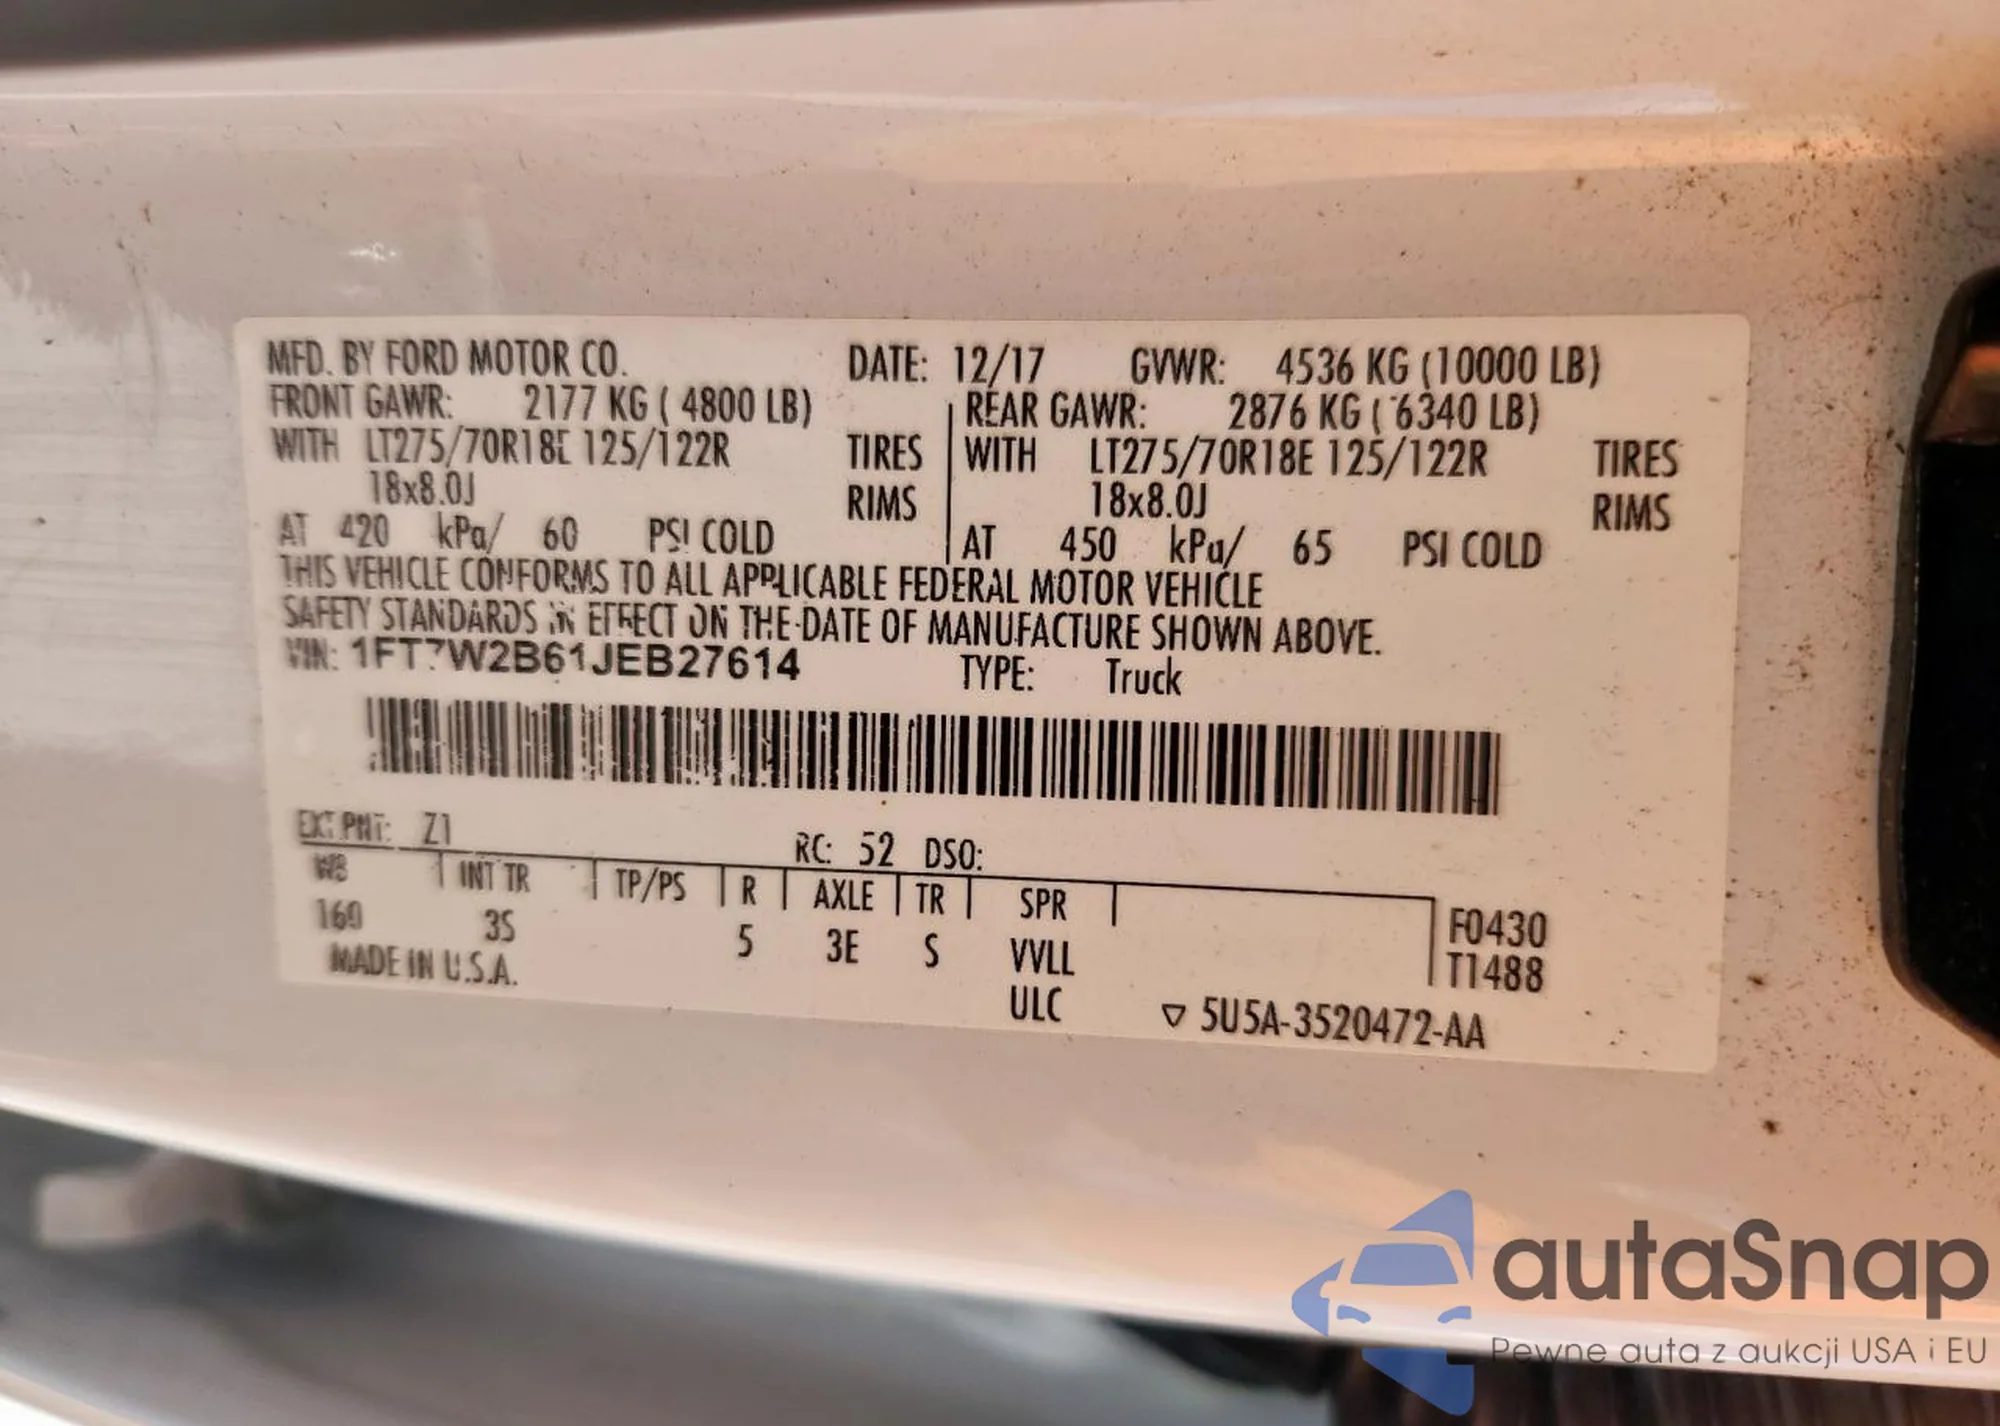 MFD. BY FORD MOTOR CO. DATE: 12/17 GVWR: 4536 KG (10000 LB)
FRONT GAWR: 2177 KG ( 4800 LB) REAR GAWR: 2876 KG ( 6340 LB)
WITH LT275/70R18E 125/122R TIRES WITH LT275/70R18E 125/122R TIRES
18x8.0J RIMS 18x8.0J RIMS
AT 420 kPa/ 60 PSI COLD AT 450 kPa/ 65 PSI COLD
THIS VEHICLE CONFORMS TO ALL APPLICABLE FEDERAL MOTOR VEHICLE
SAFETY STANDARDS IN EFFECT ON THE DATE OF MANUFACTURE SHOWN ABOVE.
VIN: 1FT7W2B61JEB27614 TYPE: Truck
EXT PNT: Z1 RC: 52 DSO:
WB INT TR TP/PS R AXLE TR SPR
160 3S 5 3E S VVLL
ULC
F0430
T1488
MADE IN U.S.A.
▽ 5U5A-3520472-AA
autaSnap
Pewne auta z aukcji USA i EU